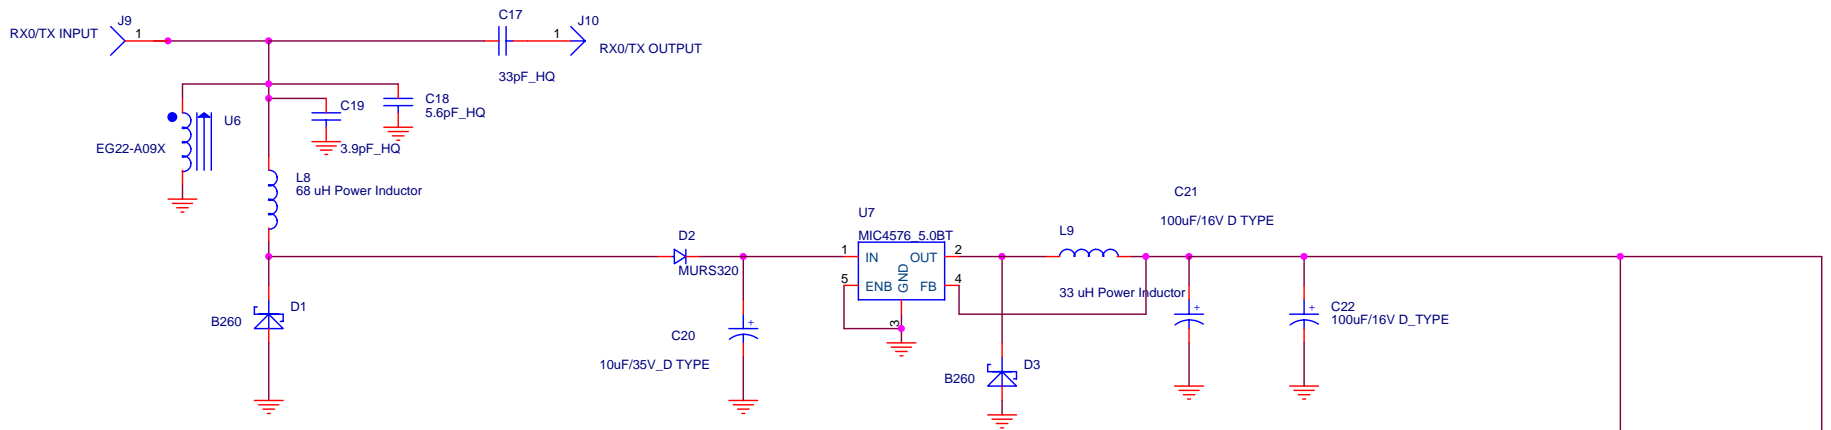 J9
RX0/TX INPUT
1
C17
33pF_HQ
1
J10
RX0/TX OUTPUT
C19
3.9pF_HQ
C18
5.6pF_HQ
U6
EG22-A09X
L8
68 uH Power Inductor
D1
B260
D2
MURS320
C20
10uF/35V_D TYPE
+
U7
MIC4576_5.0BT
1
IN
OUT
2
5
ENB
GND
FB
4
3
L9
33 uH Power Inductor
D3
B260
C21
100uF/16V D TYPE
+
C22
100uF/16V D_TYPE
+